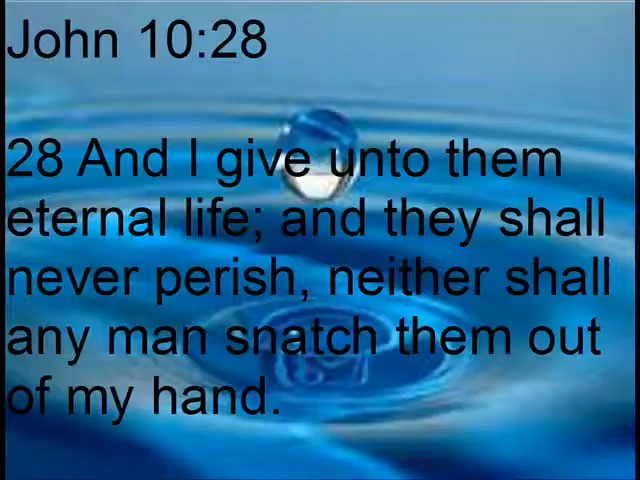 John 10:28
28 And I give unto them
eternal life; and they shall
never perish, neither shall
any man snatch them out
of my hand.